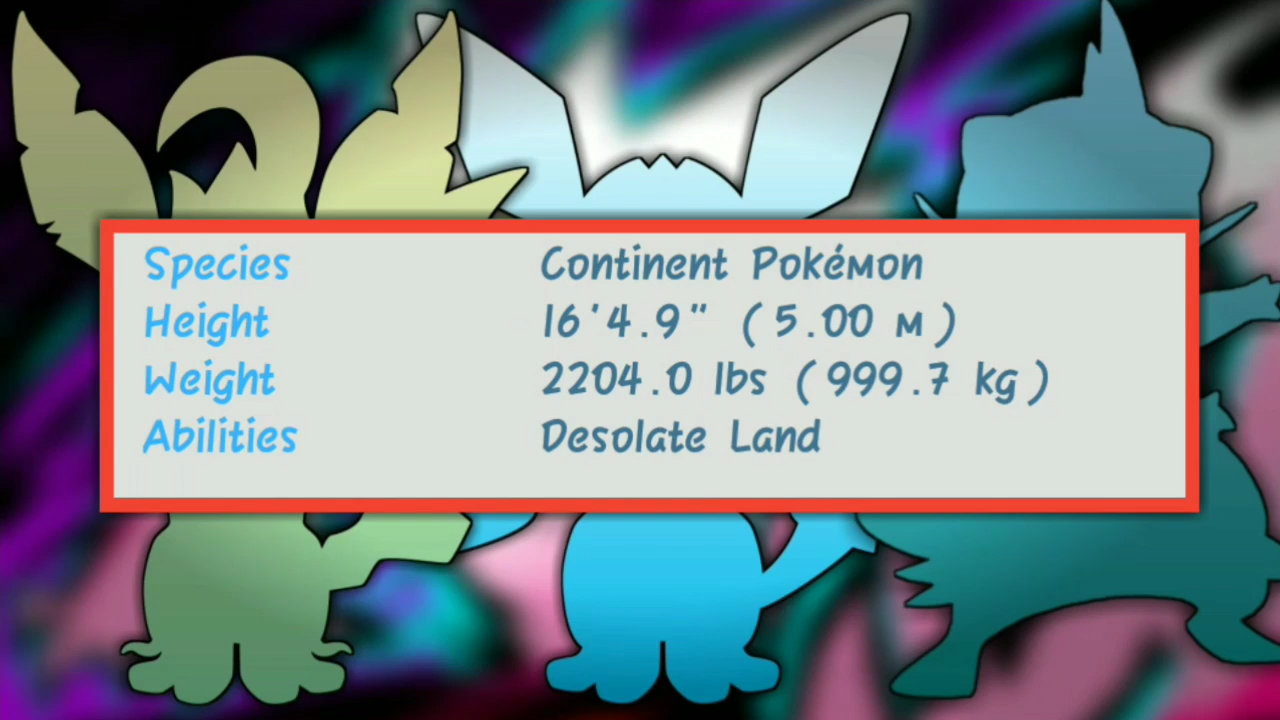 Species Continent Pokémon
Height 16'4.9" (5.00 m)
Weight 2204.0 lbs (999.7 kg)
Abilities Desolate Land